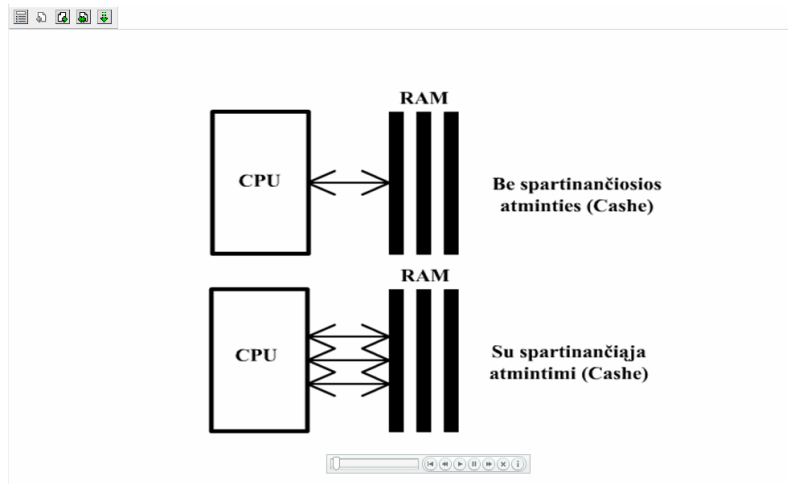 RAM
CPU
Be spartinančiosios
atminties (Cashe)
RAM
CPU
Su spartinančiąja
atmintimi (Cashe)